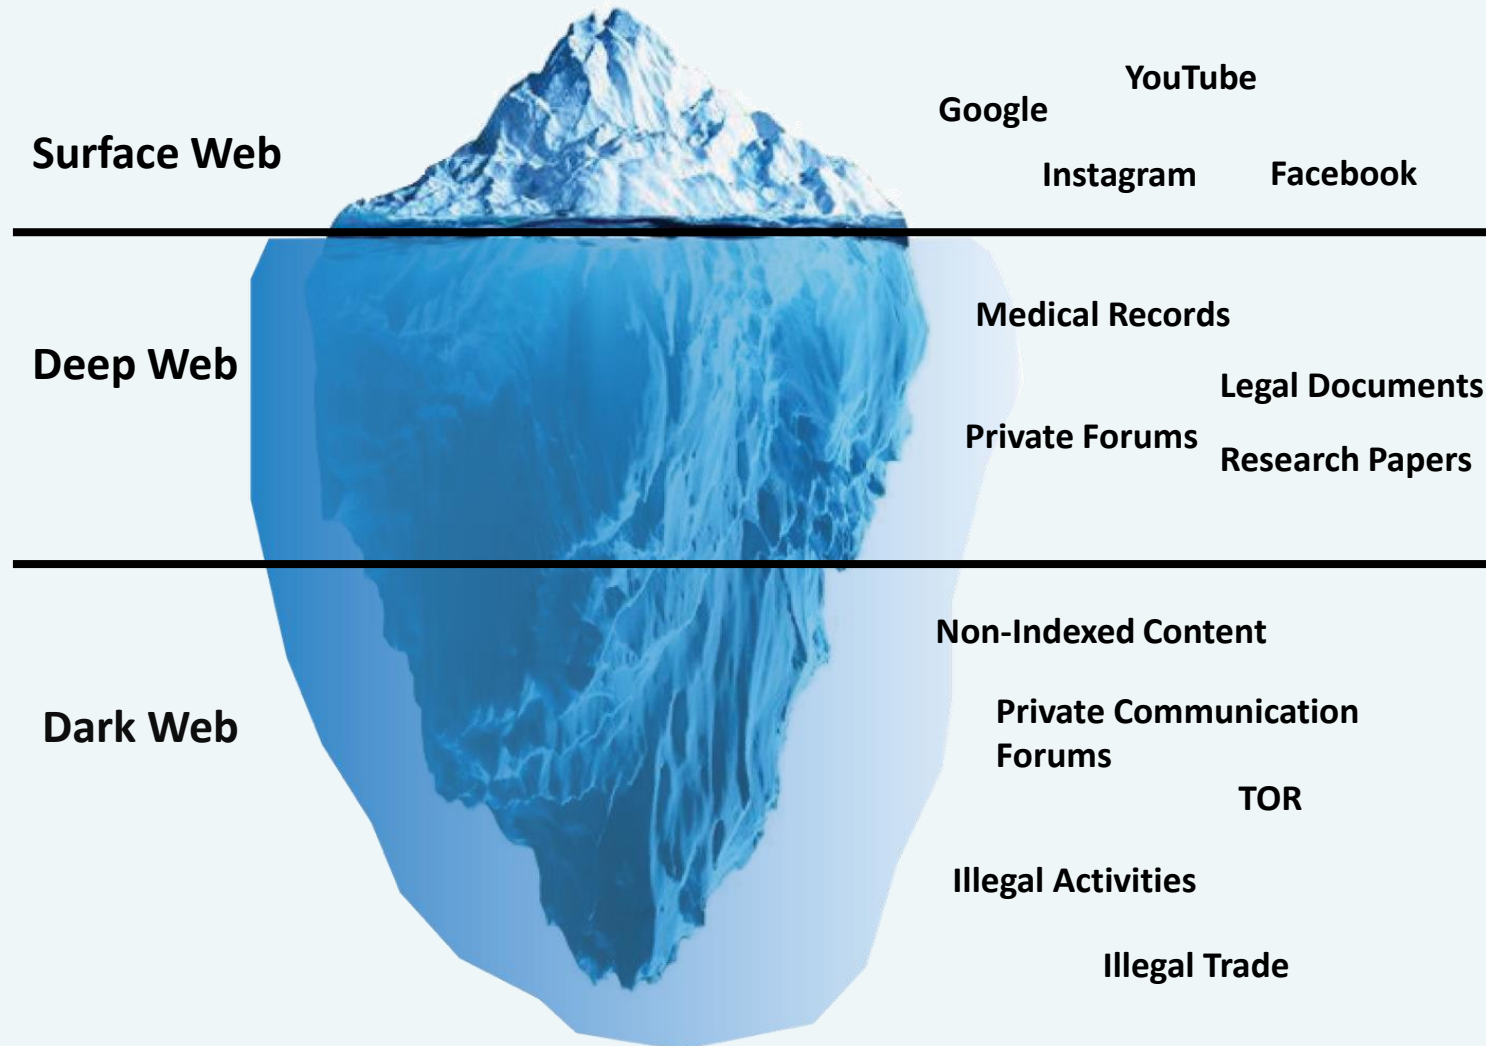 YouTube
Google
Surface Web
Instagram
Facebook
Medical Records
Deep Web
Legal Documents
Private Forums
Research Papers
Non-Indexed Content
Private Communication
Forums
Dark Web
TOR
Illegal Activities
Illegal Trade